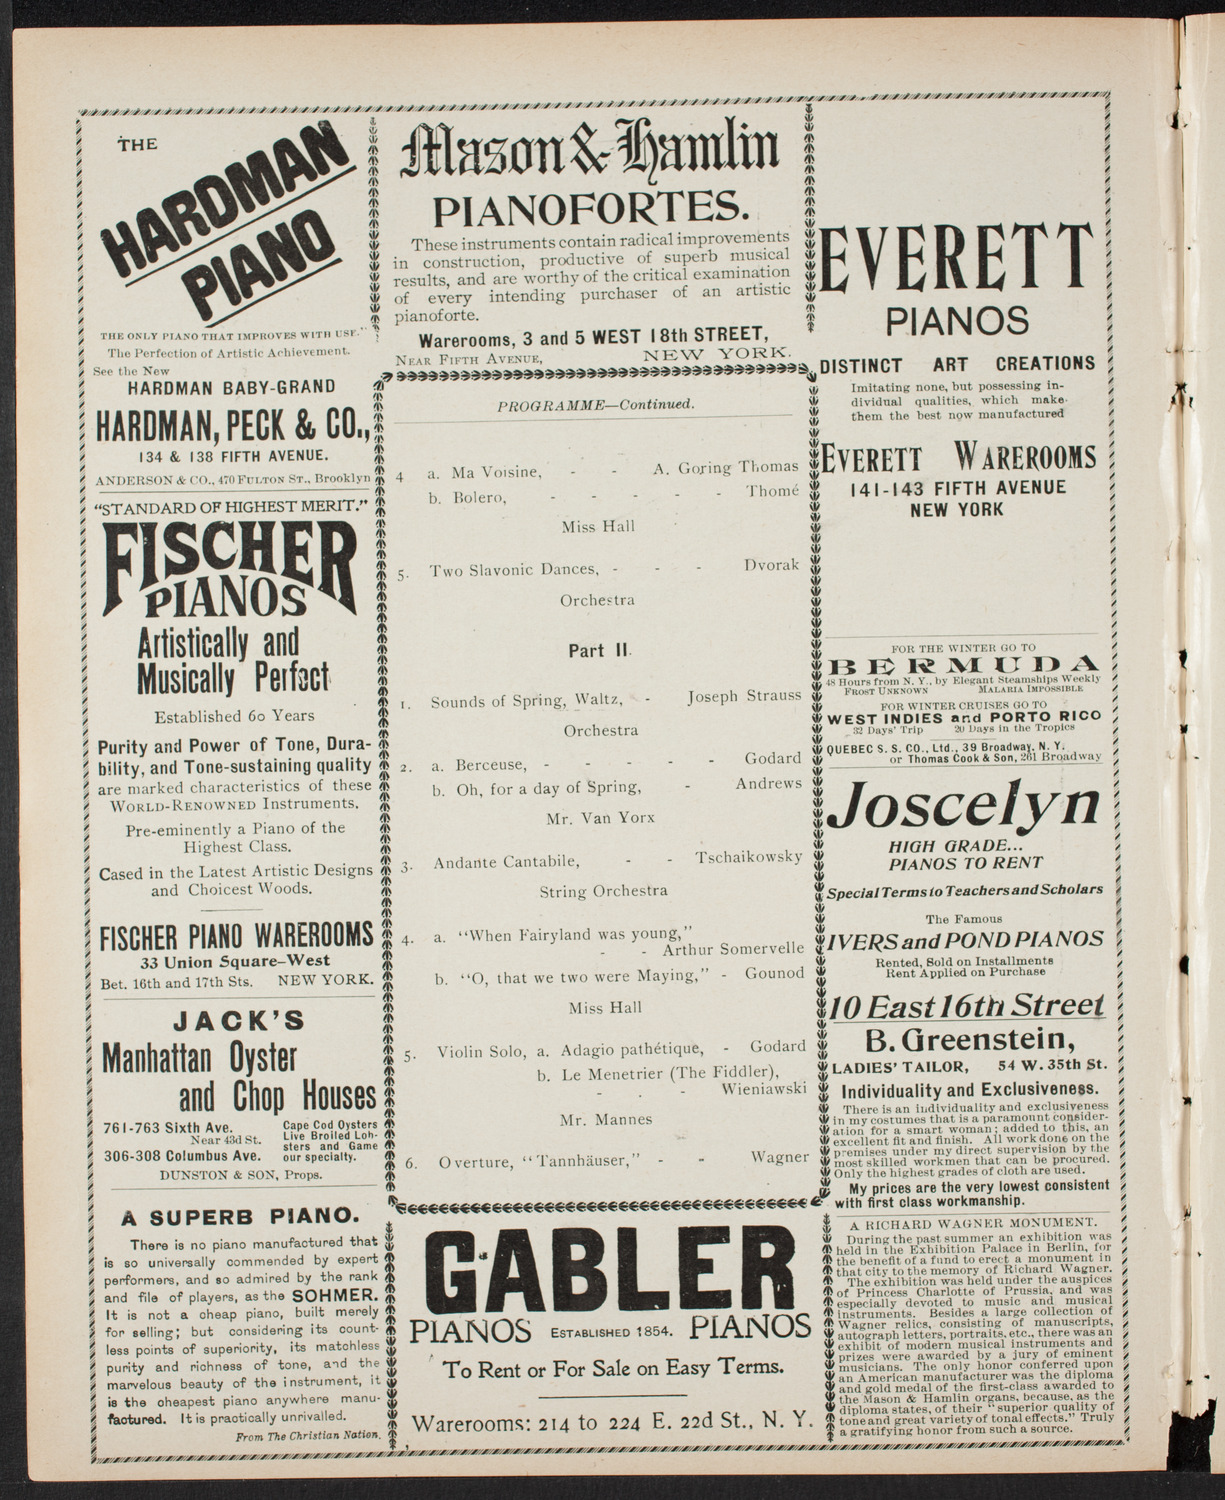 THE
HARDMAN
PIANO
THE ONLY PIANO THAT IMPROVES WITH USE."
The Perfection of Artistic Achievement.
See the New
HARDMAN BABY-GRAND
HARDMAN, PECK & CO.,
134 & 138 FIFTH AVENUE.
ANDERSON & CO., 470 FULTON ST., Brooklyn
"STANDARD OF HIGHEST MERIT."
FISCHER
PIANOS
Artistically and
Musically Perfect
Established 60 Years
Purity and Power of Tone, Dura-
bility, and Tone-sustaining quality
are marked characteristics of these
WORLD-RENOWNED Instruments.
Pre-eminently a Piano of the
Highest Class.
Cased in the Latest Artistic Designs
and Choicest Woods.
FISCHER PIANO WAREROOMS
33 Union Square-West
Bet. 16th and 17th Sts. NEW YORK.
JACK'S
Manhattan Oyster
and Chop Houses
761-763 Sixth Ave.
Near 43d St.
306-308 Columbus Ave.
Cape Cod Oysters
Live Broiled Lob-
sters and Game
our specialty.
DUNSTON & SON, Props.
A SUPERB PIANO.
There is no piano manufactured that
is so universally commended by expert
performers, and so admired by the rank
and file of players, as the SOHMER.
It is not a cheap piano, built merely
for selling; but considering its count-
less points of superiority, its matchless
purity and richness of tone, and the
marvelous beauty of the instrument, it
is the cheapest piano anywhere manu-
factured. It is practically unrivalled.
From The Christian Nation.
Mason & Hamlin
PIANOFORTES.
These instruments contain radical improvements
in construction, productive of superb musical
results, and are worthy of the critical examination
of every intending purchaser of an artistic
pianoforte.
Warerooms, 3 and 5 WEST 18th STREET,
NEAR FIFTH AVENUE, NEW YORK.
PROGRAMME—Continued.
4 a. Ma Voisine, - - A. Goring Thomas
b. Bolero, - - - - - Thomé
Miss Hall
5. Two Slavonic Dances, - - - Dvorak
Orchestra
Part II.
1. Sounds of Spring, Waltz, - Joseph Strauss
Orchestra
2. a. Berceuse, - - - - - Godard
b. Oh, for a day of Spring, - Andrews
Mr. Van Yorx
3. Andante Cantabile, - - Tschaikowsky
String Orchestra
4. a. "When Fairyland was young,"
- - Arthur Somervelle
b. "O, that we two were Maying," - Gounod
Miss Hall
5. Violin Solo, a. Adagio pathétique, - Godard
b. Le Menetrier (The Fiddler),
- - - Wieniawski
Mr. Mannes
6. Overture, "Tannhäuser," - - Wagner
GABLER
PIANOS ESTABLISHED 1854. PIANOS
To Rent or For Sale on Easy Terms.
Warerooms: 214 to 224 E. 22d St., N. Y.
EVERETT
PIANOS
DISTINCT ART CREATIONS
Imitating none, but possessing in-
dividual qualities, which make
them the best now manufactured
EVERETT WAREROOMS
141-143 FIFTH AVENUE
NEW YORK
FOR THE WINTER GO TO
BERMUDA
48 Hours from N. Y., by Elegant Steamships Weekly
FROST UNKNOWN MALARIA IMPOSSIBLE
FOR WINTER CRUISES GO TO
WEST INDIES and PORTO RICO
32 Days' Trip 20 Days in the Tropics
QUEBEC S. S. CO., Ltd., 39 Broadway, N. Y.
or Thomas Cook & Son, 261 Broadway
Joscelyn
HIGH GRADE...
PIANOS TO RENT
Special Terms to Teachers and Scholars
The Famous
IVERS and POND PIANOS
Rented, Sold on Installments
Rent Applied on Purchase
10 East 16th Street
B. Greenstein,
LADIES' TAILOR, 54 W. 35th St.
Individuality and Exclusiveness.
There is an individuality and exclusiveness
in my costumes that is a paramount consider-
ation for a smart woman; added to this, an
excellent fit and finish. All work done on the
premises under my direct supervision by the
most skilled workmen that can be procured.
Only the highest grades of cloth are used.
My prices are the very lowest consistent
with first class workmanship.
A RICHARD WAGNER MONUMENT.
During the past summer an exhibition was
held in the Exhibition Palace in Berlin, for
the benefit of a fund to erect a monument in
that city to the memory of Richard Wagner.
The exhibition was held under the auspices
of Princess Charlotte of Prussia, and was
especially devoted to music and musical
instruments. Besides a large collection of
Wagner relics, consisting of manuscripts,
autograph letters, portraits, etc., there was an
exhibit of modern musical instruments and
prizes were awarded by a jury of eminent
musicians. The only honor conferred upon
an American manufacturer was the diploma
and gold medal of the first-class awarded to
the Mason & Hamlin organs, because, as the
diploma states, of their "superior quality of
tone and great variety of tonal effects." Truly
a gratifying honor from such a source.